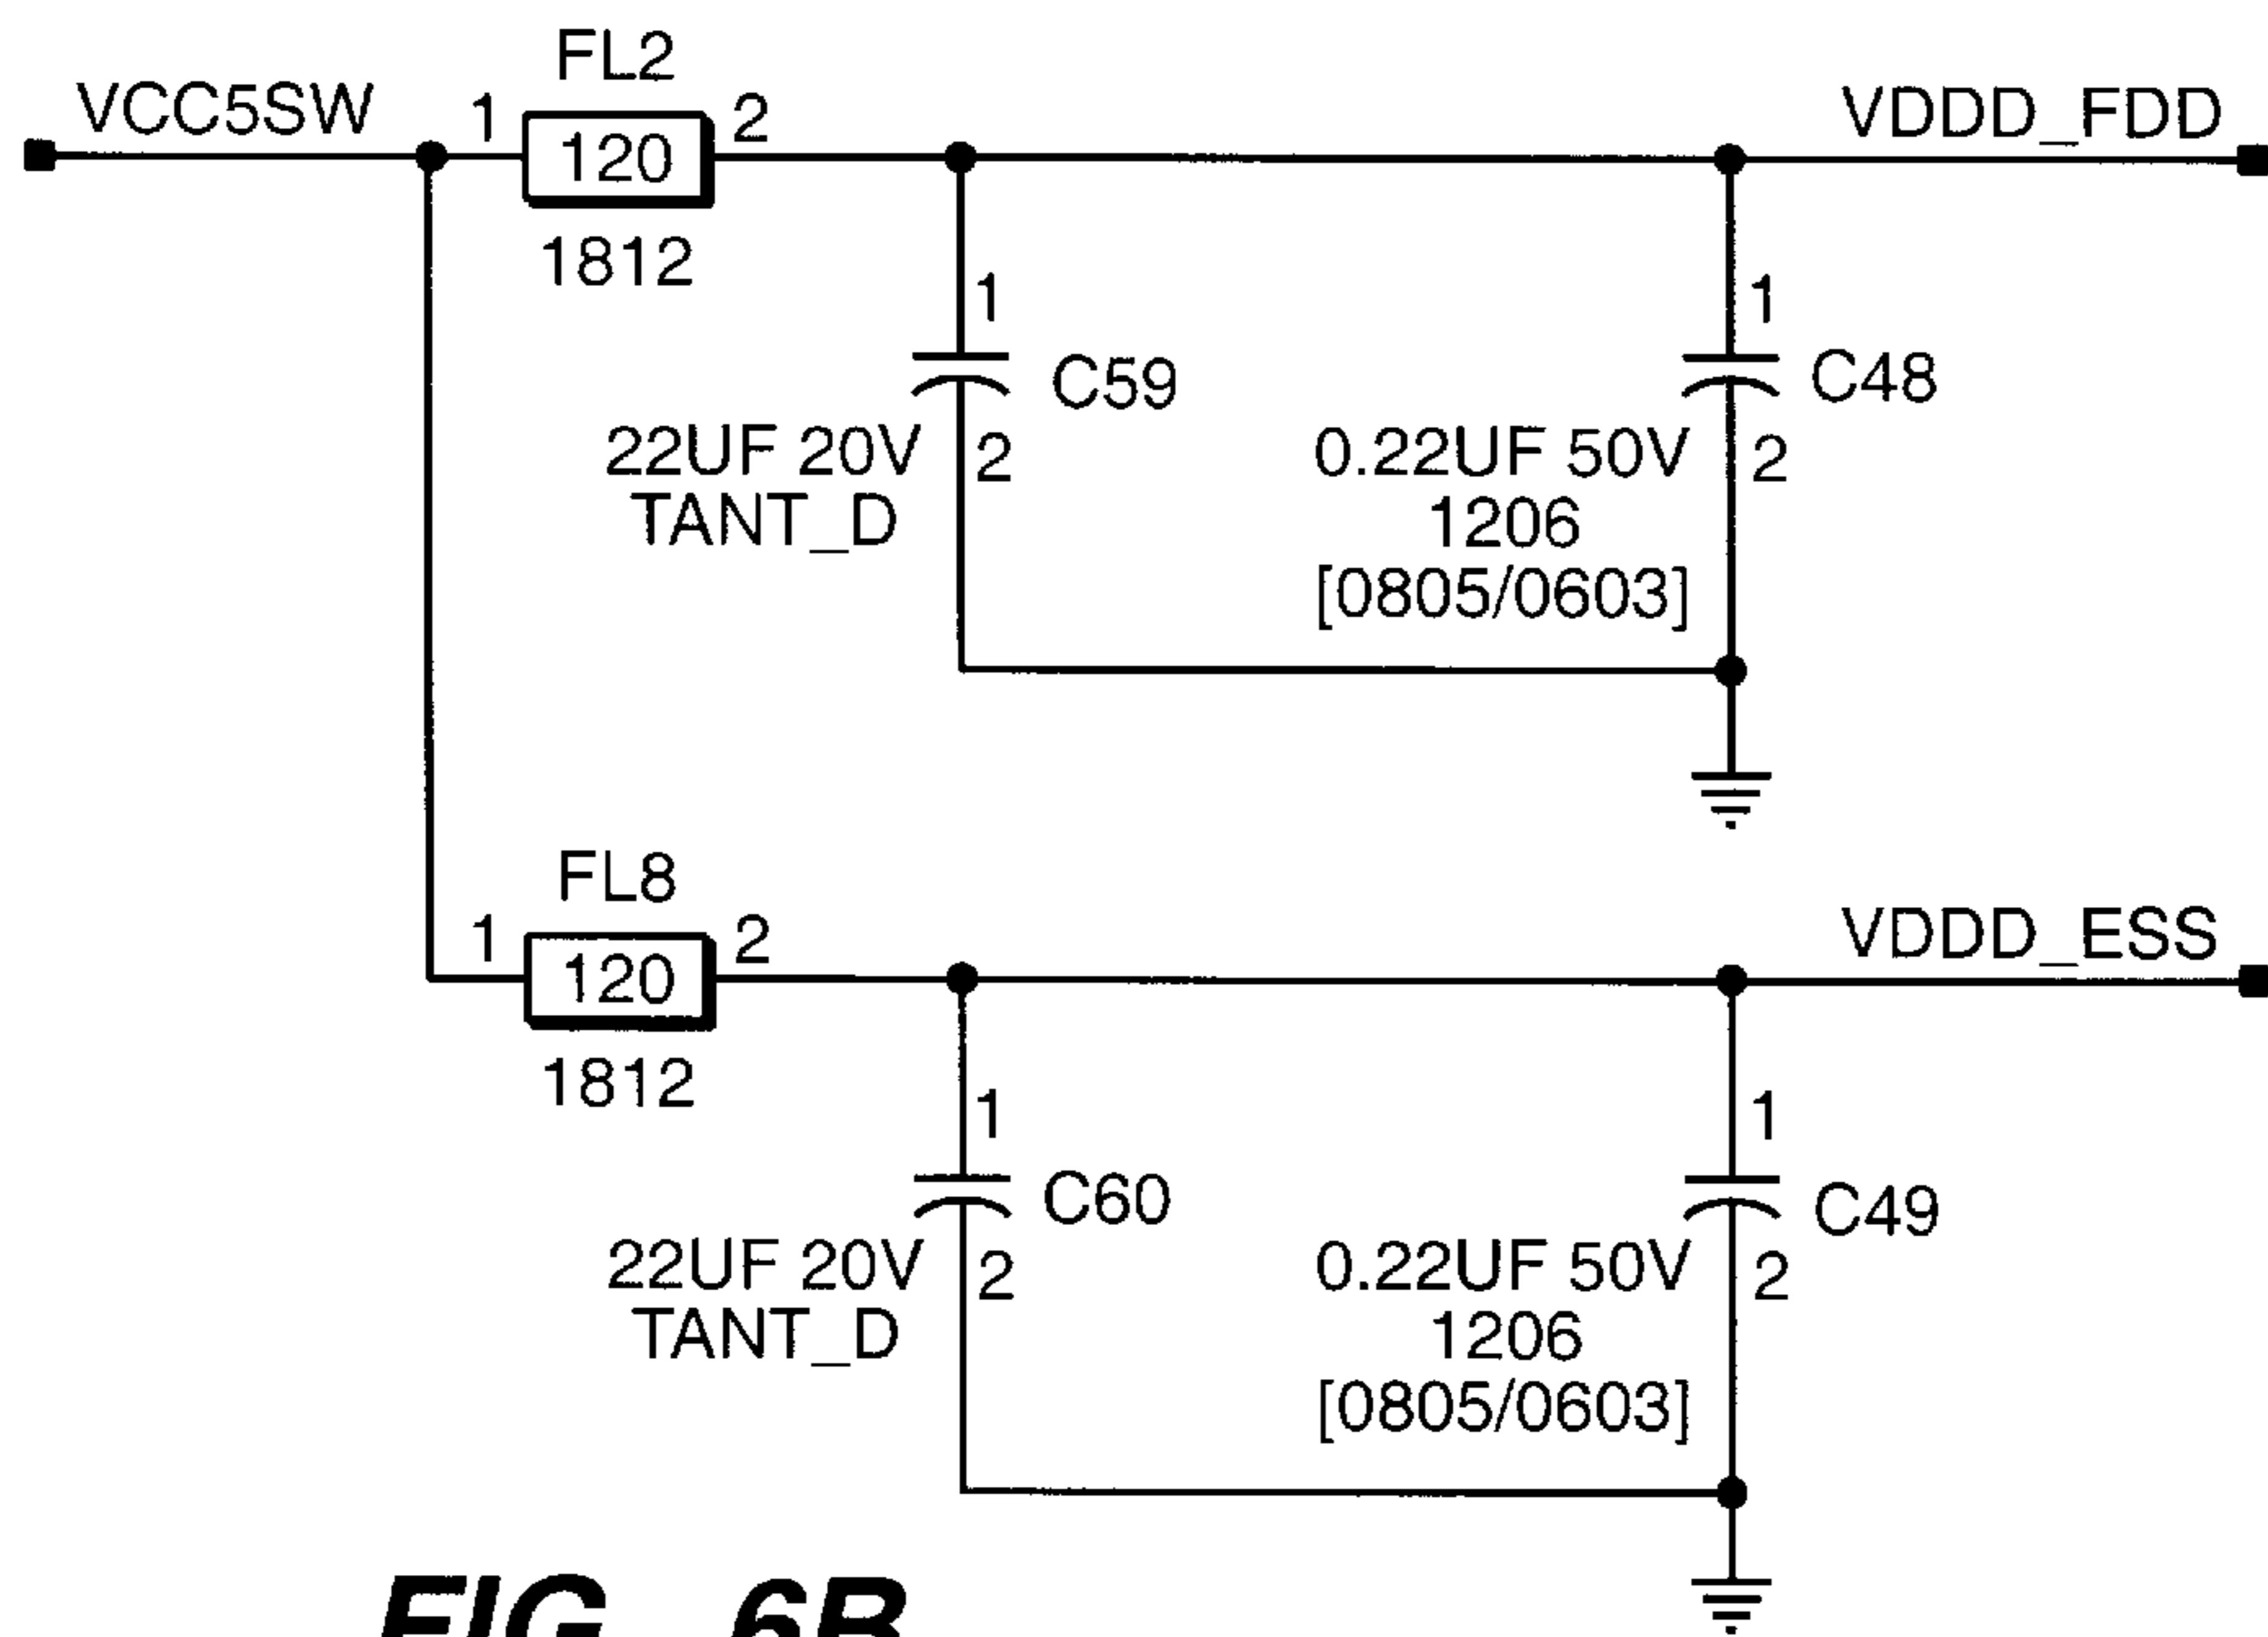 FL2
VCC5SW
1
120
2
VDDD_FDD
1812
1
C59
2
22UF 20V
TANT_D
1
C48
2
0.22UF 50V
1206
[0805/0603]
FL8
1
120
2
VDDD_ESS
1812
1
C60
2
22UF 20V
TANT_D
1
C49
2
0.22UF 50V
1206
[0805/0603]
FIG. 6B